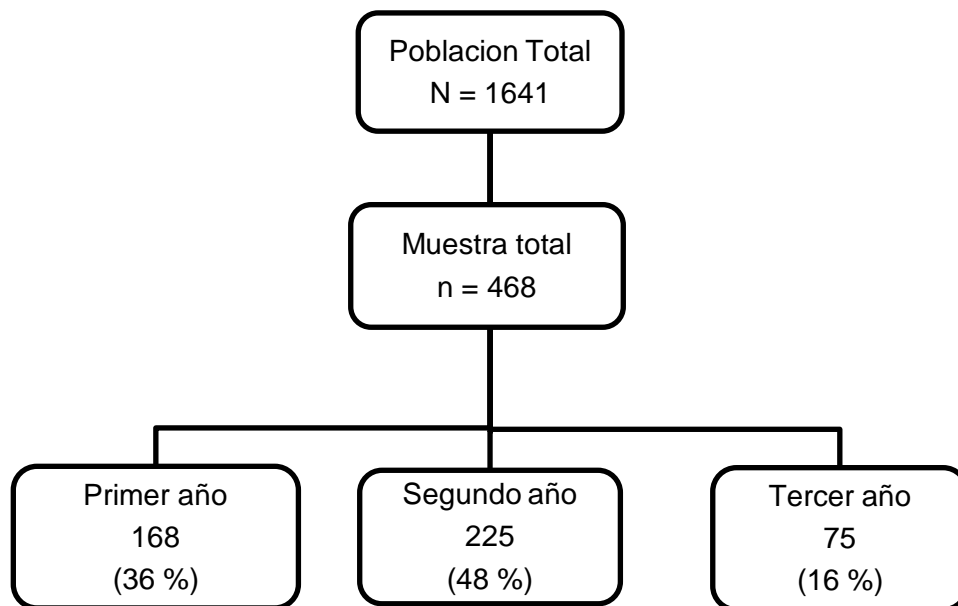 Poblacion Total
N = 1641
Muestra total
n = 468
Primer año
168
(36 %)
Segundo año
225
(48 %)
Tercer año
75
(16 %)